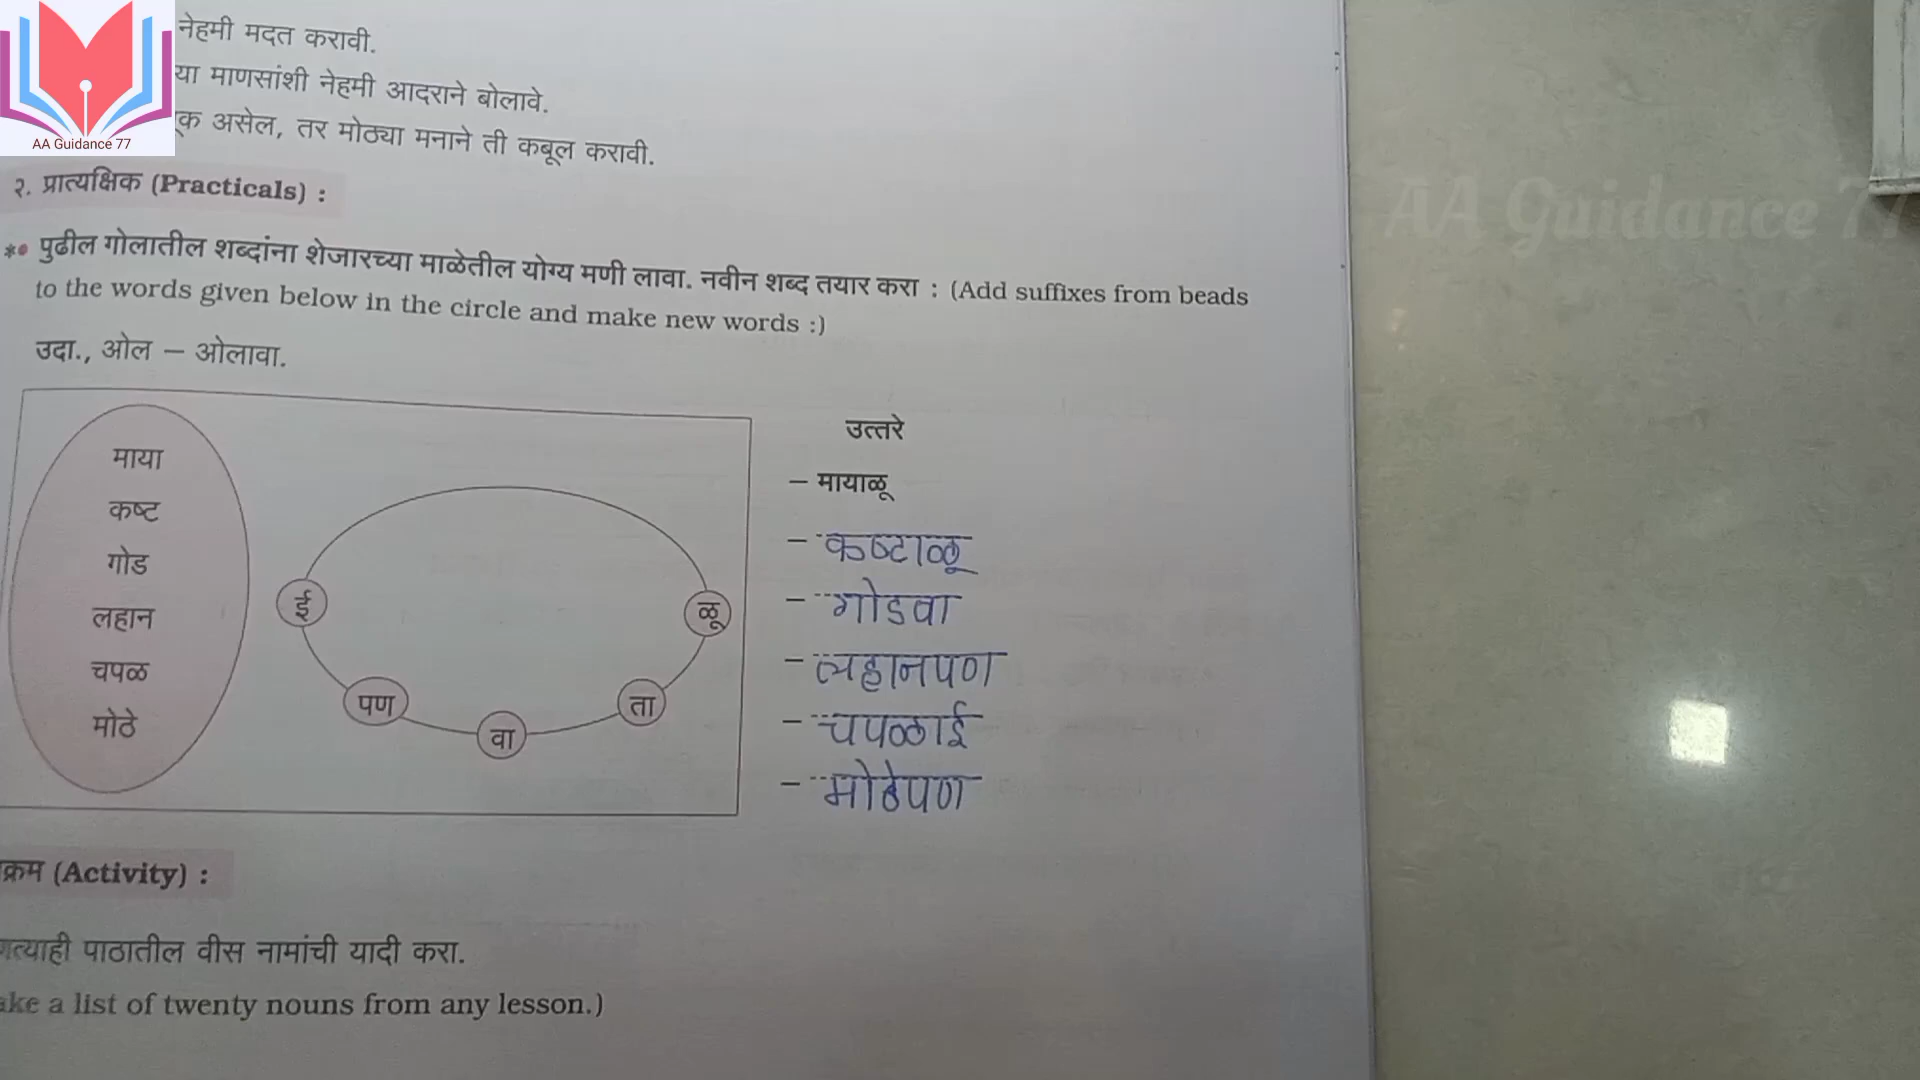 नेहमी मदत करावी.
या माणसांशी नेहमी आदराने बोलावे.
असेल, तर मोठ्या मनाने ती कबूल करावी.
AA Guidance 77
AA Guidance 77
२. प्रात्यक्षिक (Practicals) :
*• पुढील गोलातील शब्दांना शेजारच्या माळेतील योग्य मणी लावा. नवीन शब्द तयार करा : (Add suffixes from beads
to the words given below in the circle and make new words :)
उदा., ओल – ओलावा.
माया
कष्ट
गोड
लहान
चपळ
मोठे
ई
पण
वा
ता
ळू
उत्तरे
– मायाळू
– कष्टाळू
– गोडवा
– लहानपण
– चपळाई
– मोठेपण
क्रम (Activity) :
त्याही पाठातील वीस नामांची यादी करा.
ake a list of twenty nouns from any lesson.)